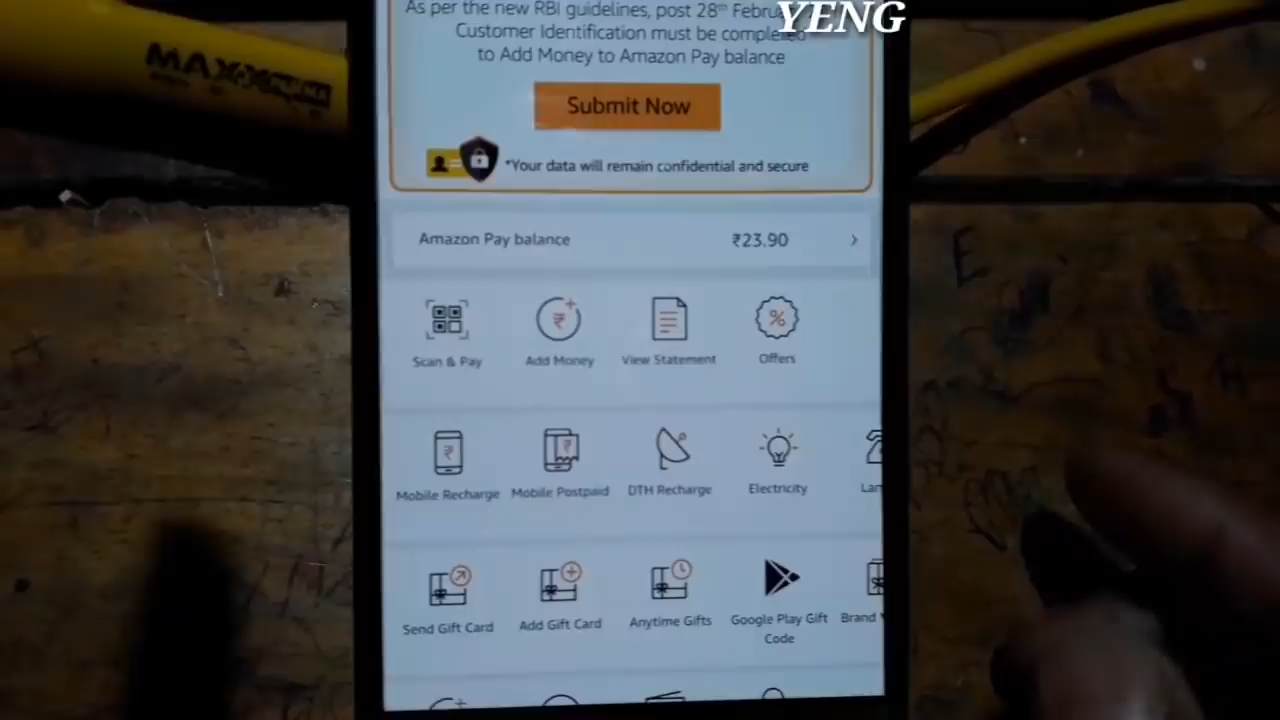 YENG
As per the new RBI guidelines, post 28th
Customer Identification must be completed
to Add Money to Amazon Pay balance
Submit Now
*Your data will remain confidential and secure
Amazon Pay balance ₹23.90
Scan & Pay Add Money View Statement Offers
Mobile Recharge Mobile Postpaid DTH Recharge Electricity
Send Gift Card Add Gift Card Anytime Gifts Google Play Gift Code
Brand
E